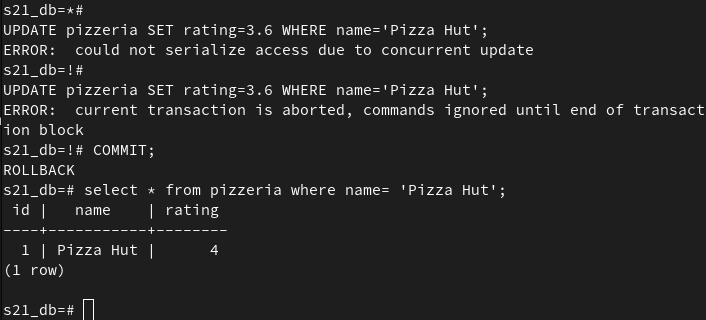 s21_db=*#
UPDATE pizzeria SET rating=3.6 WHERE name='Pizza Hut';
ERROR:  could not serialize access due to concurrent update
s21_db=!#
UPDATE pizzeria SET rating=3.6 WHERE name='Pizza Hut';
ERROR:  current transaction is aborted, commands ignored until end of transact
ion block
s21_db=!# COMMIT;
ROLLBACK
s21_db=# select * from pizzeria where name= 'Pizza Hut';
 id |   name    | rating
----+-----------+--------
  1 | Pizza Hut |      4
(1 row)

s21_db=#